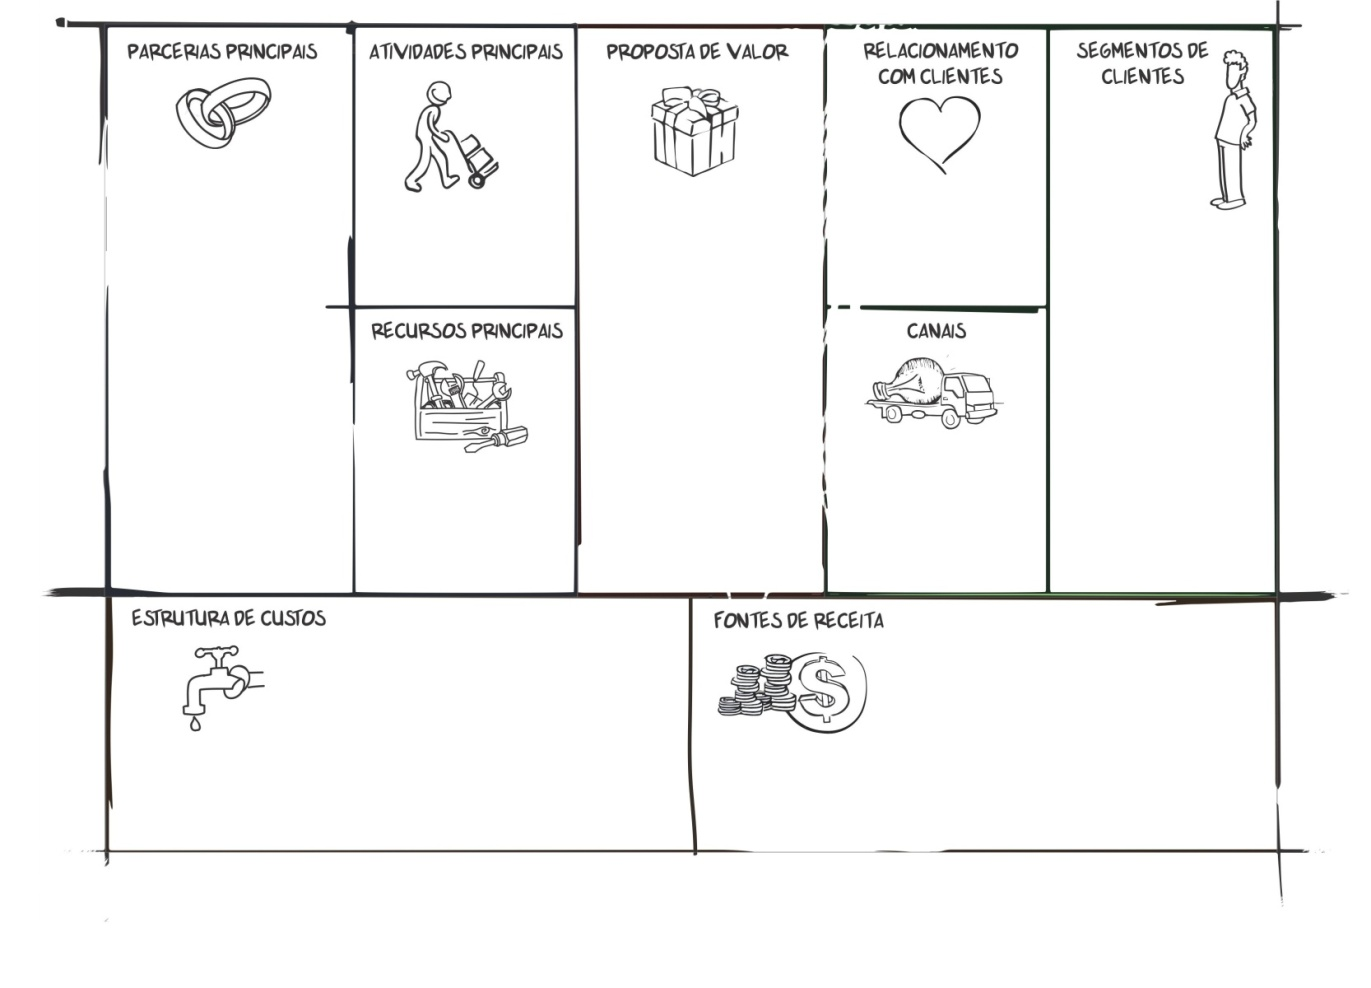 PARCERIAS PRINCIPAIS
ATIVIDADES PRINCIPAIS
PROPOSTA DE VALOR
RELACIONAMENTO
COM CLIENTES
SEGMENTOS DE
CLIENTES
RECURSOS PRINCIPAIS
CANAIS
ESTRUTURA DE CUSTOS
FONTES DE RECEITA
$